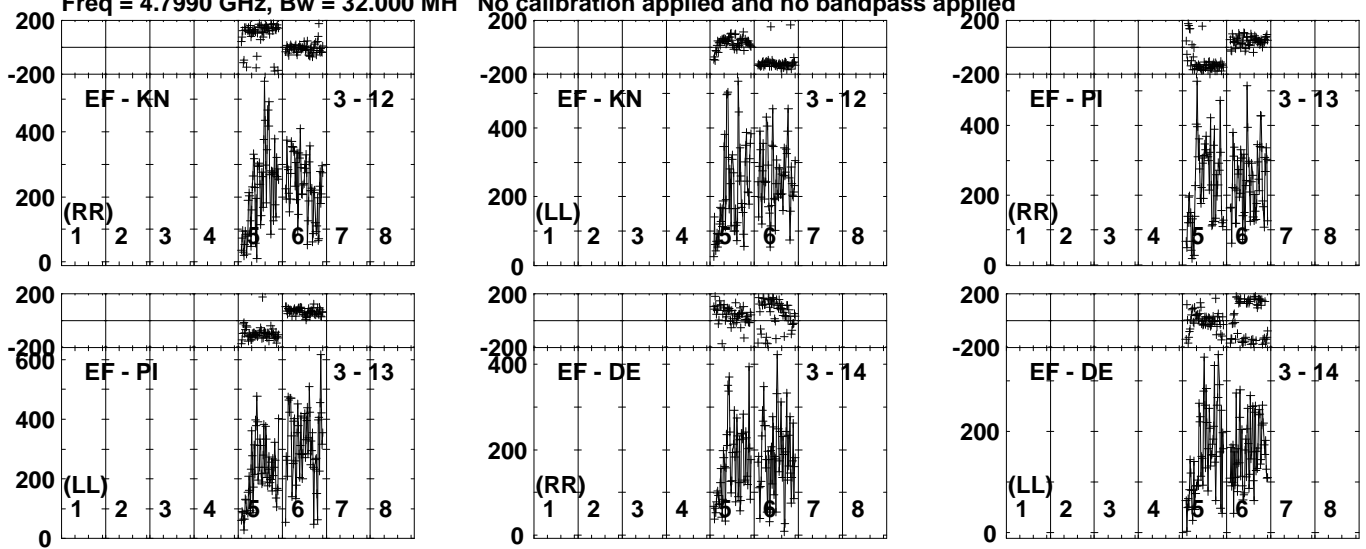 Freq = 4.7990 GHz, Bw = 32.000 MH No calibration applied and no bandpass applied
200
-200
EF - KN 3 - 12
400
200
(RR)
1 2 3 4 5 6 7 8
0
200
-200
EF - KN 3 - 12
400
200
(LL)
1 2 3 4 5 6 7 8
0
200
-200
EF - PI 3 - 13
400
200
(RR)
1 2 3 4 5 6 7 8
0
200
-200
600
EF - PI 3 - 13
400
200
(LL)
1 2 3 4 5 6 7 8
0
200
-200
400
EF - DE 3 - 14
200
(RR)
1 2 3 4 5 6 7 8
0
200
-200
EF - DE 3 - 14
200
(LL)
1 2 3 4 5 6 7 8
0